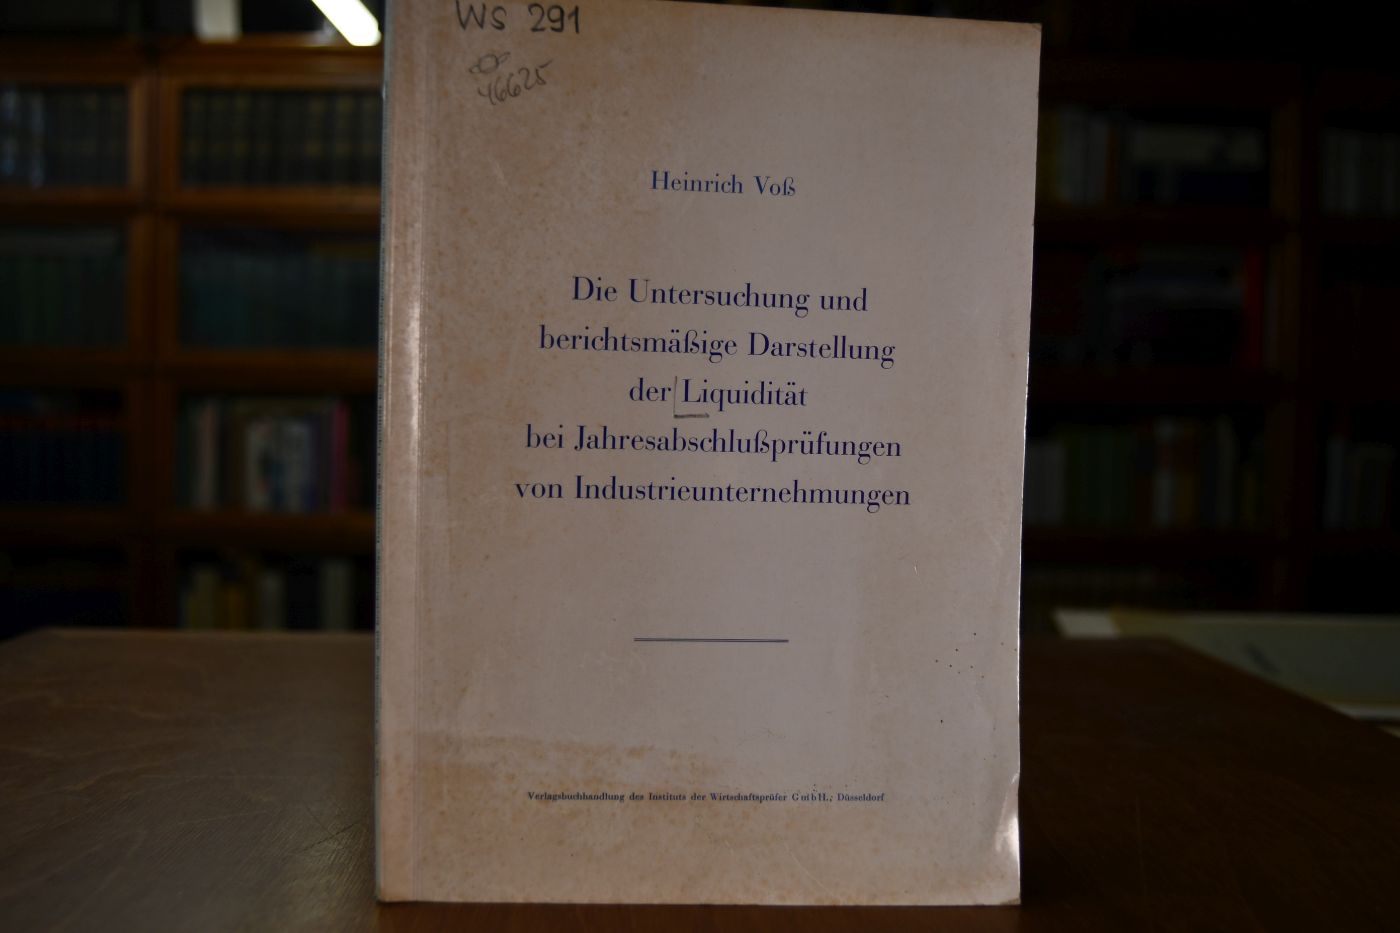 WS 291
46625
Heinrich Voß
Die Untersuchung und
berichtsmäßige Darstellung
der Liquidität
bei Jahresabschlußprüfungen
von Industrieunternehmungen
Verlagsbuchhandlung des Instituts der Wirtschaftsprüfer GmbH., Düsseldorf